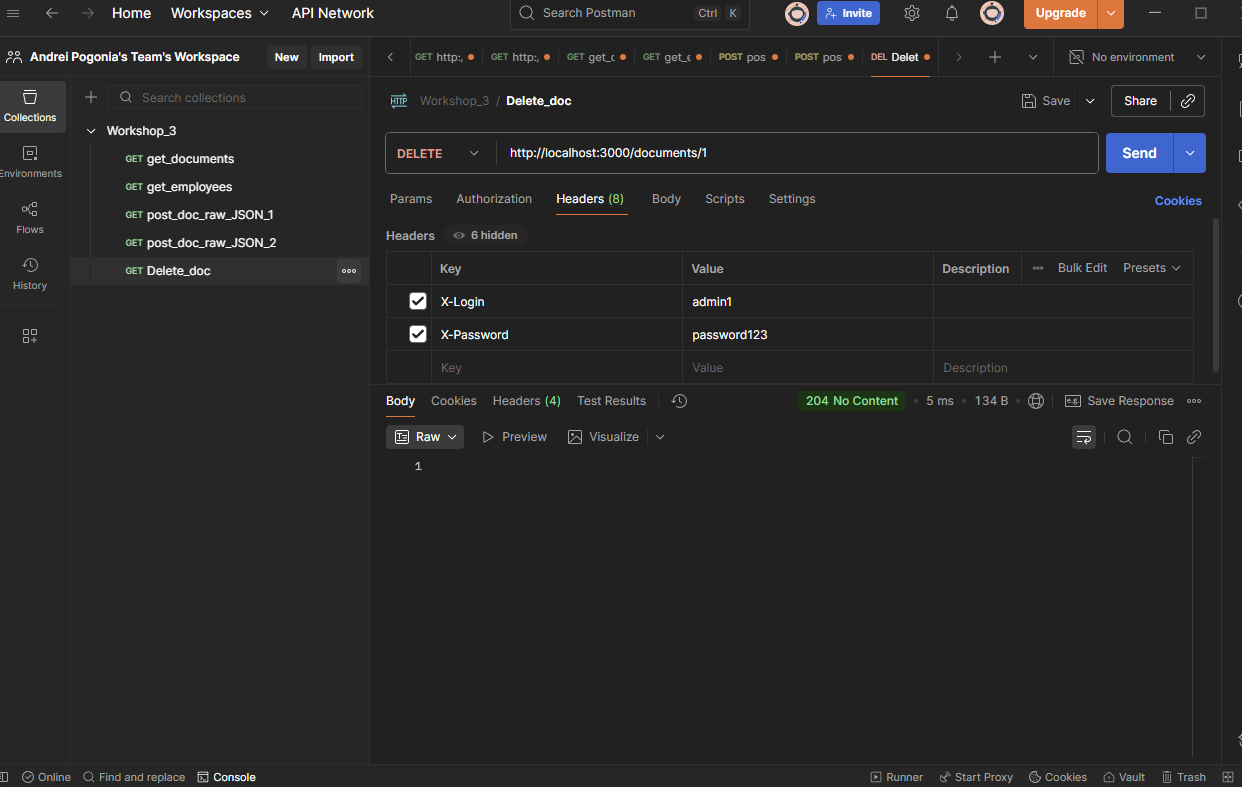 Home Workspaces API Network Search Postman Ctrl K Invite Upgrade
Andrei Pogonia's Team's Workspace New Import
GET http:, GET http:, GET get_c GET get_e POST pos POST pos DEL Delet No environment
Collections
Environments
Flows
History
Search collections
Workshop_3
GET get_documents
GET get_employees
GET post_doc_raw_JSON_1
GET post_doc_raw_JSON_2
GET Delete_doc
HTTP Workshop_3 / Delete_doc Save Share
DELETE http://localhost:3000/documents/1 Send
Params Authorization Headers (8) Body Scripts Settings Cookies
Headers 6 hidden
Key Value Description Bulk Edit Presets
X-Login admin1
X-Password password123
Key Value Description
Body Cookies Headers (4) Test Results 204 No Content • 5 ms • 134 B • e.g. Save Response
Raw Preview Visualize
1
Online Find and replace Console Runner Start Proxy Cookies Vault Trash